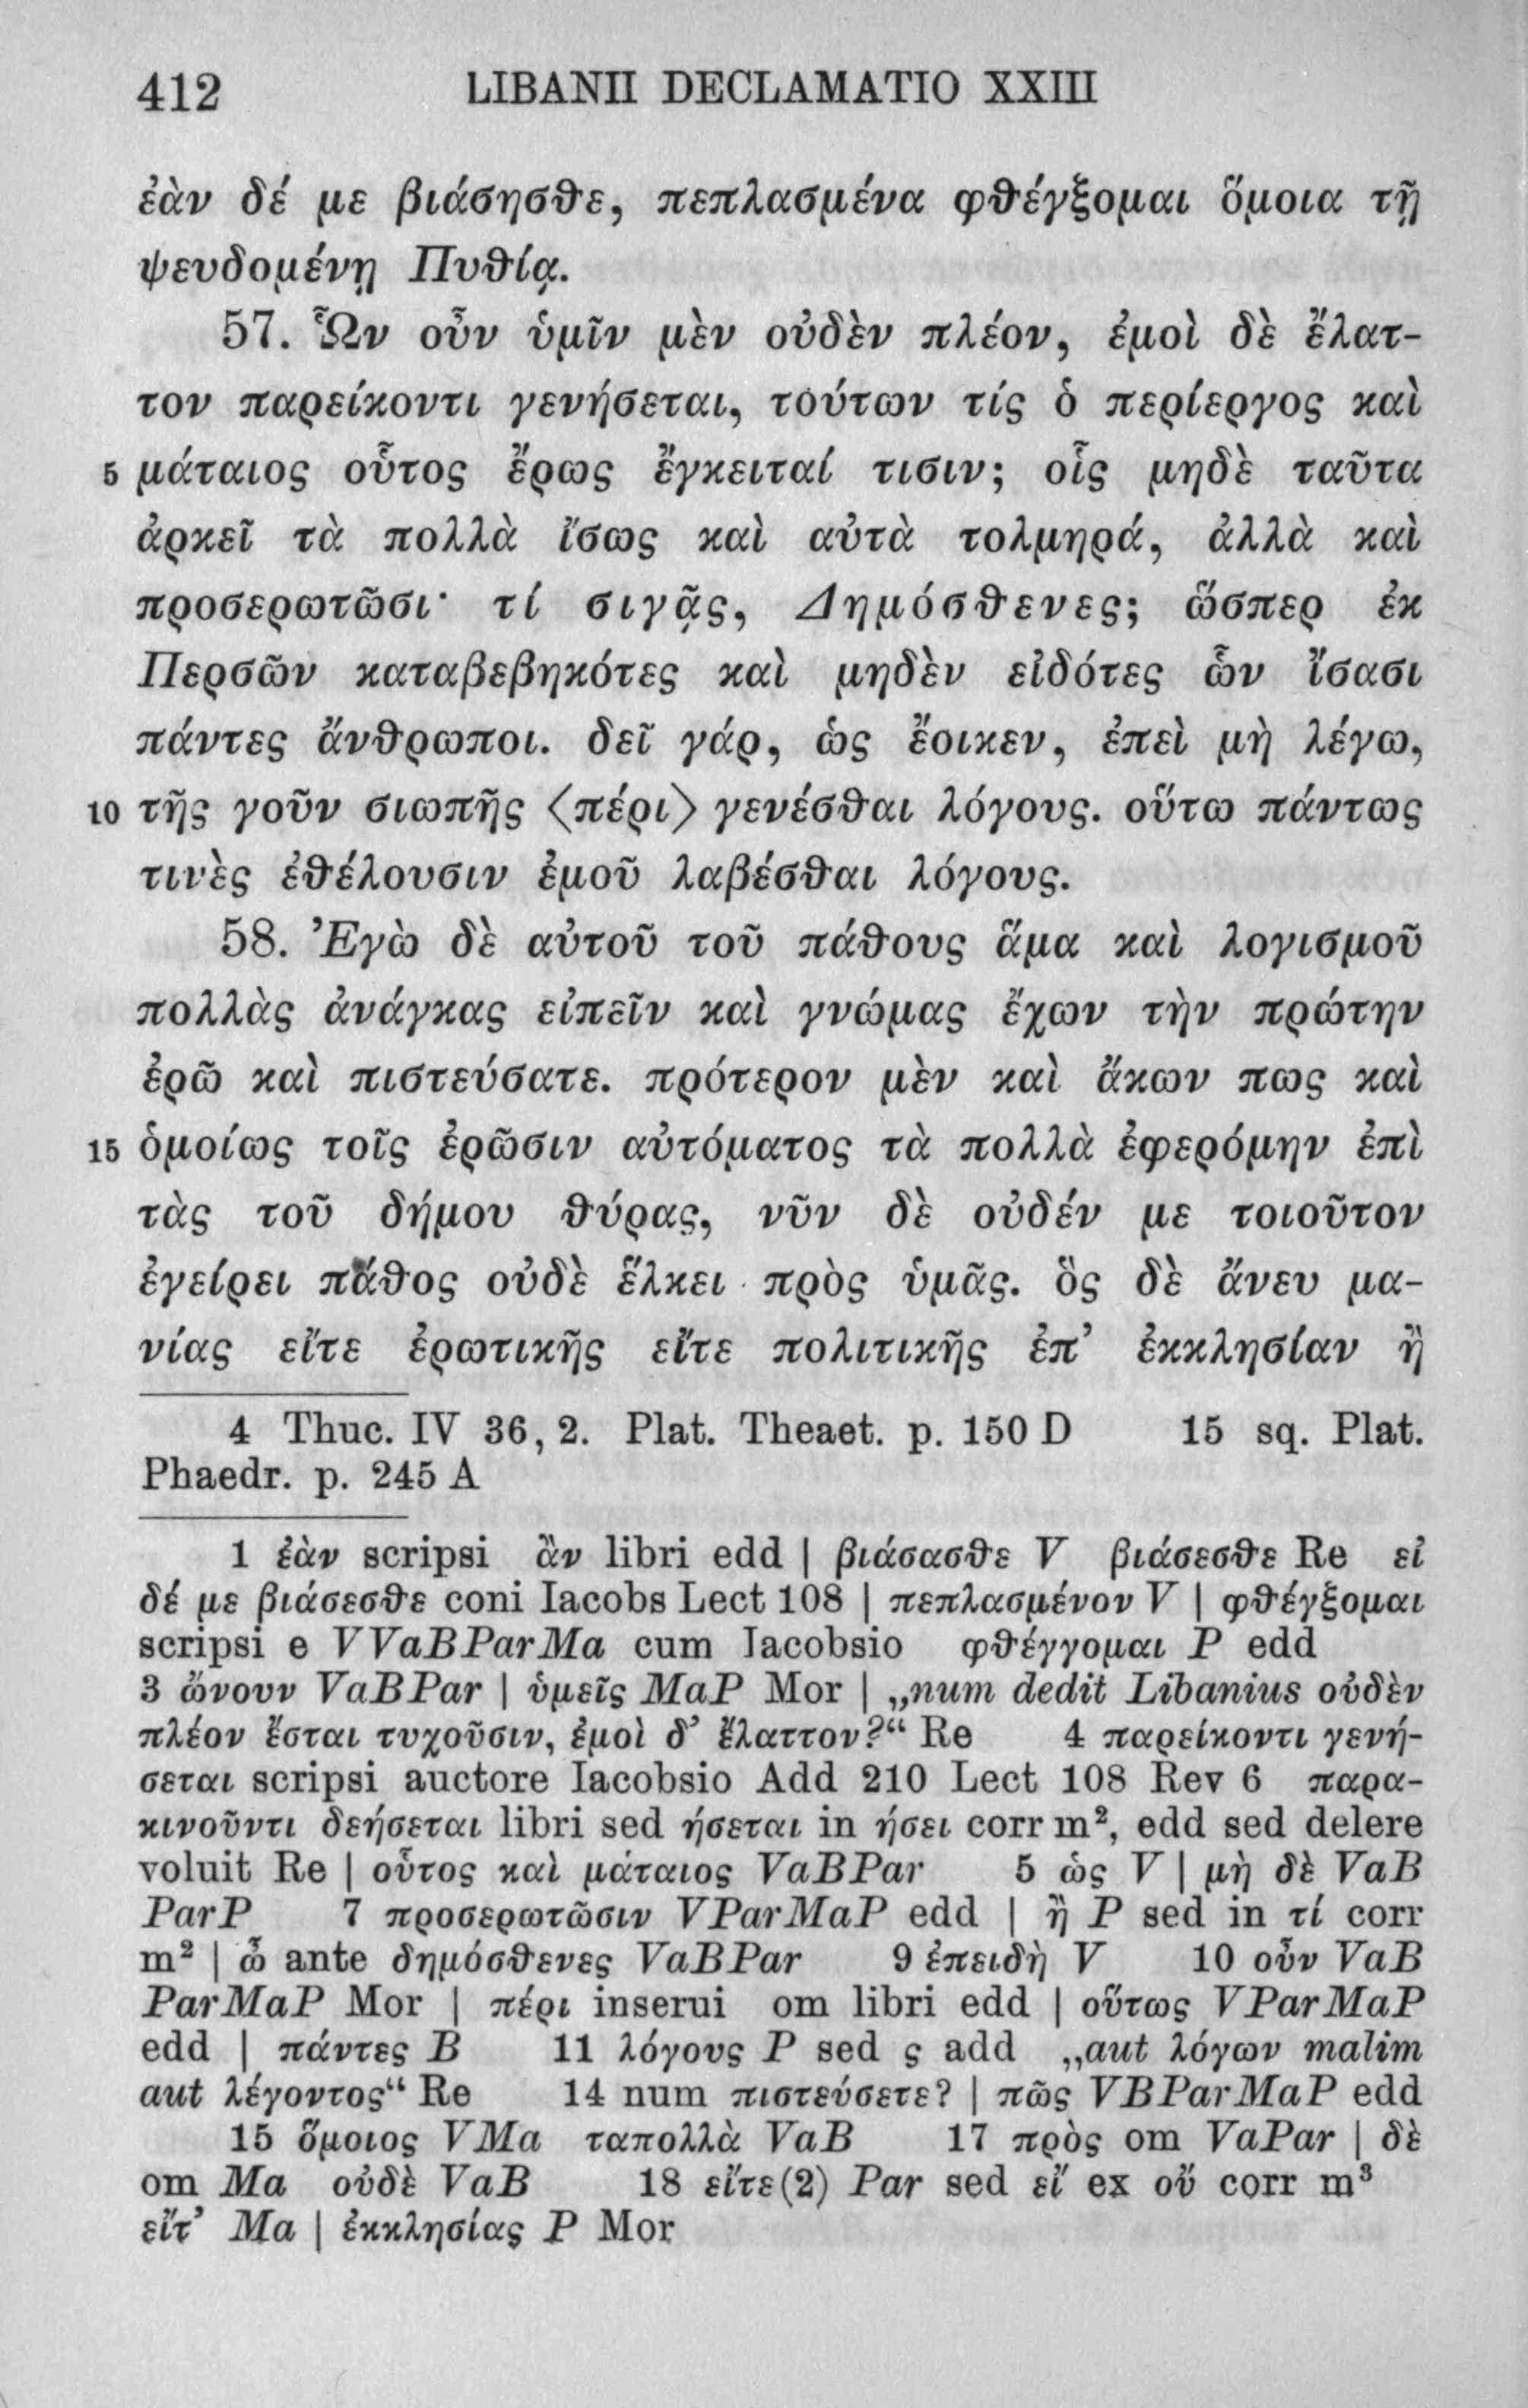 412 LIBANII DECLAMATIO XXIII
ἐὰν δέ με βιάσησθε, πεπλασμένα φθέγξομαι ὅμοια τῇ
ψευδομένῃ Πυθίᾳ.
57. Ὧν οὖν ὑμῖν μὲν οὐδὲν πλέον, ἐμοὶ δὲ ἔλατ-
τον παρείκοντι γενήσεται, τούτων τίς ὁ περίεργος καὶ
5 μάταιος οὗτος ἔρως ἔγκειταί τισιν; οἷς μηδὲ ταῦτα
ἀρκεῖ τὰ πολλὰ ἴσως καὶ αὐτὰ τολμηρά, ἀλλὰ καὶ
προσερωτῶσι· τί σιγᾷς, Δημόσθενες; ὥσπερ ἐκ
Περσῶν καταβεβηκότες καὶ μηδὲν εἰδότες ὧν ἴσασι
πάντες ἄνθρωποι. δεῖ γάρ, ὡς ἔοικεν, ἐπεὶ μὴ λέγω,
10 τῆς γοῦν σιωπῆς ⟨πέρι⟩ γενέσθαι λόγους. οὕτω πάντως
τινὲς ἐθέλουσιν ἐμοῦ λαβέσθαι λόγους.
58. Ἐγὼ δὲ αὐτοῦ τοῦ πάθους ἅμα καὶ λογισμοῦ
πολλὰς ἀνάγκας εἰπεῖν καὶ γνώμας ἔχων τὴν πρώτην
ἐρῶ καὶ πιστεύσατε. πρότερον μὲν καὶ ἄκων πως καὶ
15 ὁμοίως τοῖς ἐρῶσιν αὐτόματος τὰ πολλὰ ἐφερόμην ἐπὶ
τὰς τοῦ δήμου θύρας, νῦν δὲ οὐδέν με τοιοῦτον
ἐγείρει πάθος οὐδὲ ἕλκει πρὸς ὑμᾶς. ὃς δὲ ἄνευ μα-
νίας εἴτε ἐρωτικῆς εἴτε πολιτικῆς ἐπ’ ἐκκλησίαν ἢ
4 Thuc. IV 36, 2. Plat. Theaet. p. 150 D 15 sq. Plat.
Phaedr. p. 245 A
1 ἐὰν scripsi ἂν libri edd | βιάσασθε V βιάσεσθε Re εἰ
δέ με βιάσεσθε coni Iacobs Lect 108 | πεπλασμένον V | φθέγξομαι
scripsi e VVaBParMa cum Iacobsio φθέγγομαι P edd
3 ὤνουν VaBPar | ὑμεῖς MaP Mor | „num dedit Libanius οὐδὲν
πλέον ἔσται τυχοῦσιν, ἐμοὶ δ’ ἔλαττον?“ Re 4 παρείκοντι γενή-
σεται scripsi auctore Iacobsio Add 210 Lect 108 Rev 6 παρα-
κινοῦντι δεήσεται libri sed ήσεται in ήσει corr m², edd sed delere
voluit Re | οὗτος καὶ μάταιος VaBPar 5 ὡς V | μὴ δὲ VaB
ParP 7 προσερωτῶσιν VParMaP edd | ἢ P sed in τί corr
m² | ὦ ante δημόσθενες VaBPar 9 ἐπειδὴ V 10 οὖν VaB
ParMaP Mor | πέρι inserui om libri edd | οὕτως VParMaP
edd | πάντες B 11 λόγους P sed ς add „aut λόγων malim
aut λέγοντος“ Re 14 num πιστεύσετε? | πῶς VBParMaP edd
15 ὅμοιος VMa ταπολλὰ VaB 17 πρὸς om VaPar | δὲ
om Ma οὐδὲ VaB 18 εἴτε(2) Par sed εἴ ex οὔ corr m³
εἴτ’ Ma | ἐκκλησίας P Mor